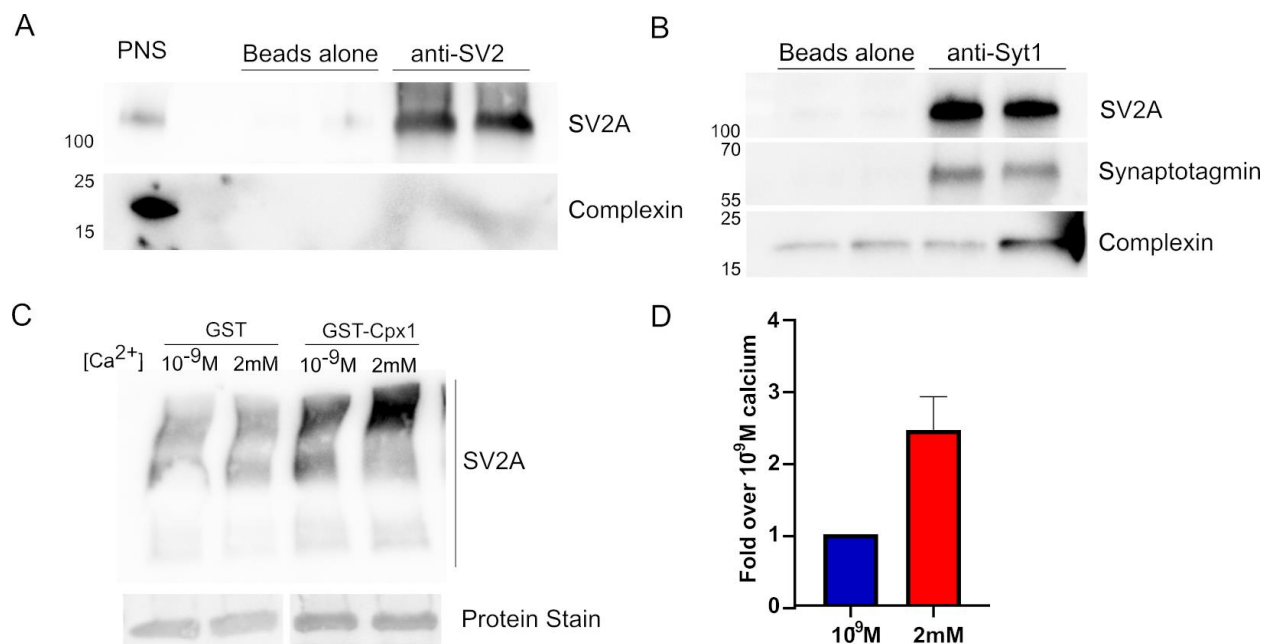 A
PNS
Beads alone
anti-SV2
100
SV2A
25
15
Complexin
B
Beads alone
anti-Syt1
100
SV2A
70
55
Synaptotagmin
25
15
Complexin
C
GST
GST-Cpx1
[Ca²⁺] 10⁻⁹M 2mM 10⁻⁹M 2mM
SV2A
Protein Stain
D
Fold over 10⁹M calcium
4
3
2
1
0
10⁹M 2mM